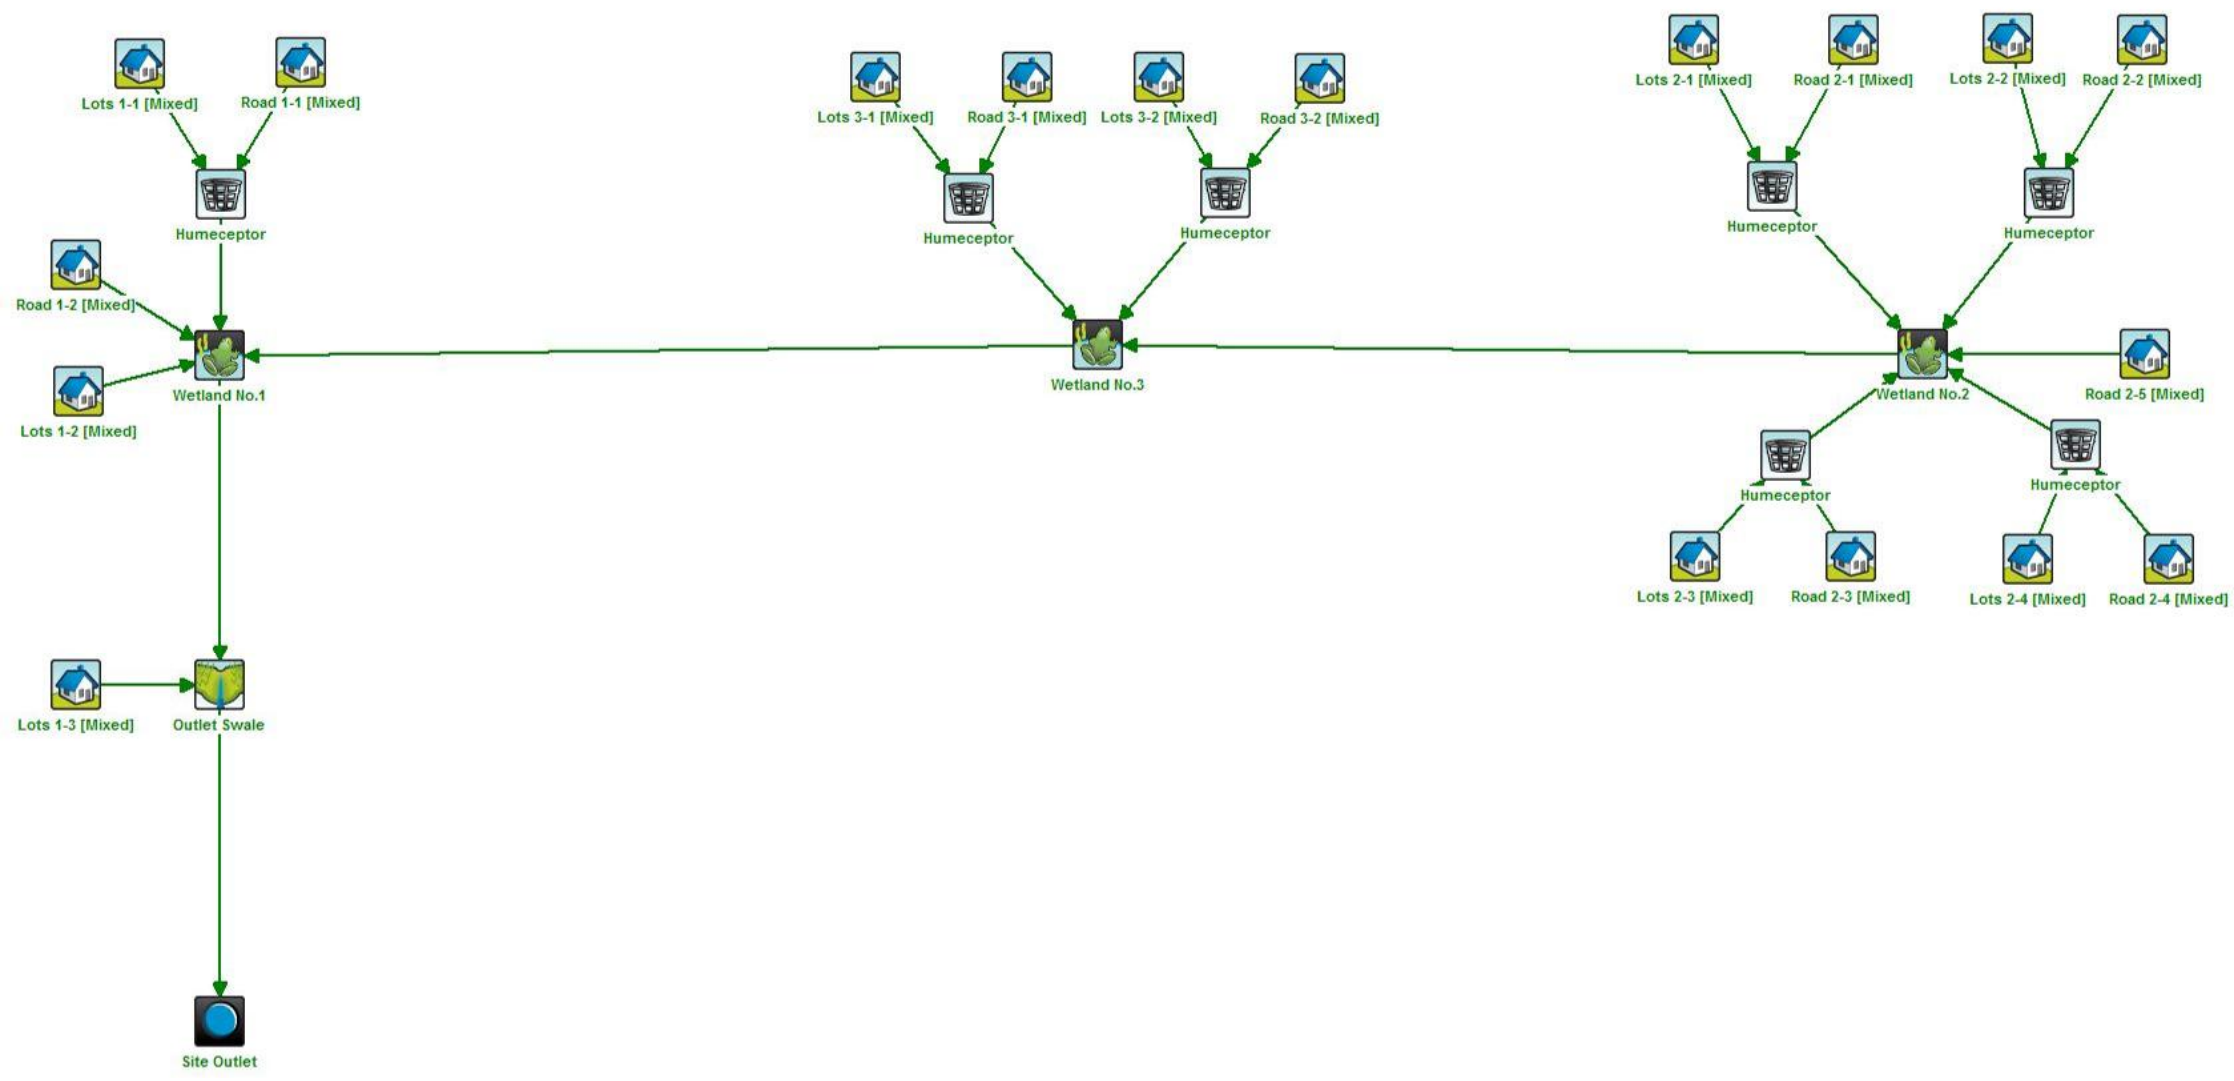 Lots 1-1 [Mixed]
Road 1-1 [Mixed]
Humeceptor
Road 1-2 [Mixed]
Wetland No.1
Lots 1-2 [Mixed]
Lots 1-3 [Mixed]
Outlet Swale
Site Outlet
Lots 3-1 [Mixed]
Road 3-1 [Mixed]
Lots 3-2 [Mixed]
Road 3-2 [Mixed]
Humeceptor
Humeceptor
Wetland No.3
Lots 2-1 [Mixed]
Road 2-1 [Mixed]
Lots 2-2 [Mixed]
Road 2-2 [Mixed]
Humeceptor
Humeceptor
Wetland No.2
Road 2-5 [Mixed]
Humeceptor
Humeceptor
Lots 2-3 [Mixed]
Road 2-3 [Mixed]
Lots 2-4 [Mixed]
Road 2-4 [Mixed]